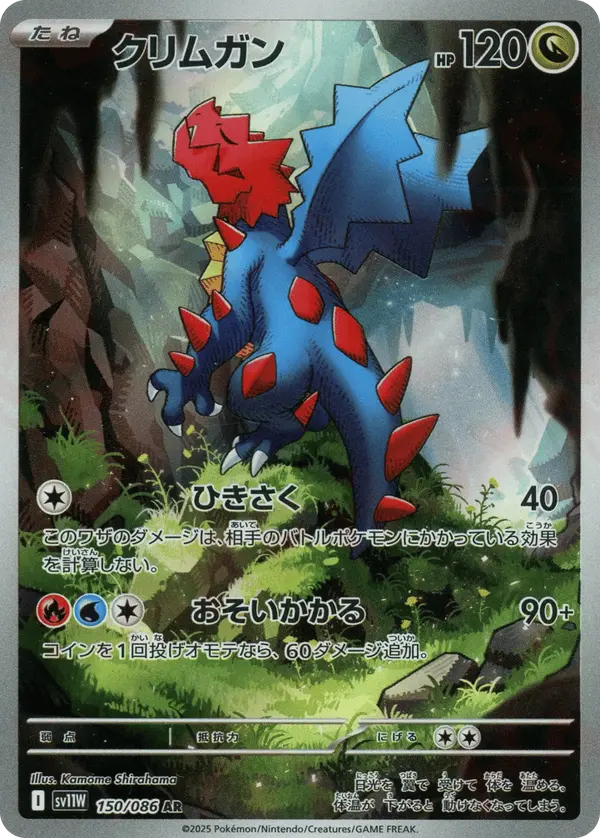 たね クリムガン HP120
ひきさく 40
このワザのダメージは、相手のバトルポケモンにかかっている効果
を計算しない。
おそいかかる 90+
コインを1回投げオモテなら、60ダメージ追加。
弱点 抵抗力 にげる
Illus. Kamome Shirahama
I sv11W 150/086 AR
日光を 翼で 受けて 体を 温める。
体温が 下がると 動けなくなってしまう。
©2025 Pokémon/Nintendo/Creatures/GAME FREAK.